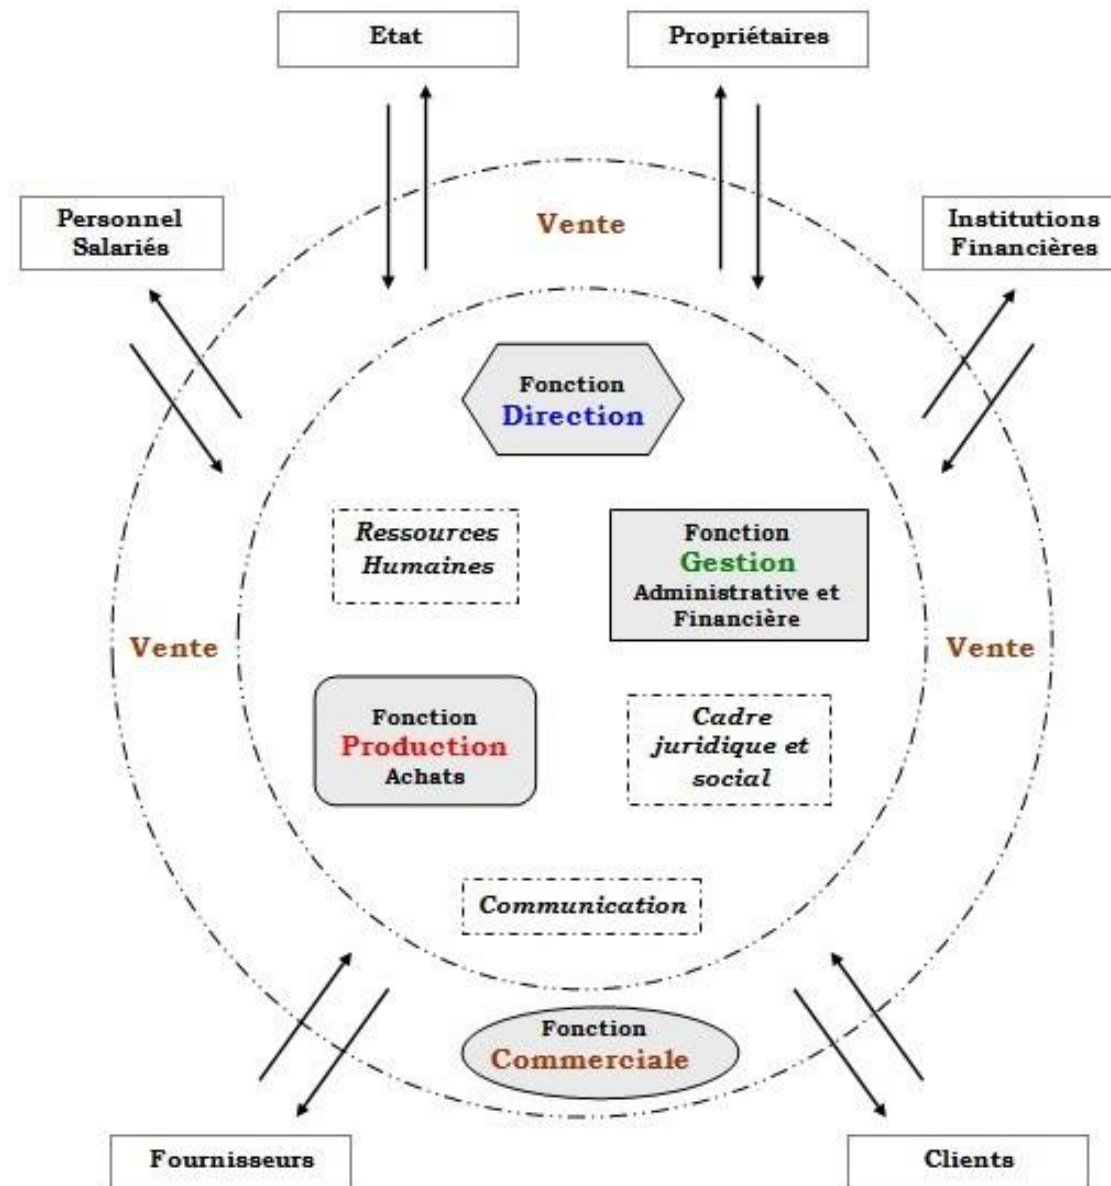 Etat
Propriétaires
Personnel
Salariés
Vente
Institutions
Financières
Fonction
Direction
Ressources
Humaines
Fonction
Gestion
Administrative et
Financière
Vente
Vente
Fonction
Production
Achats
Cadre
juridique et
social
Communication
Fonction
Commerciale
Fournisseurs
Clients